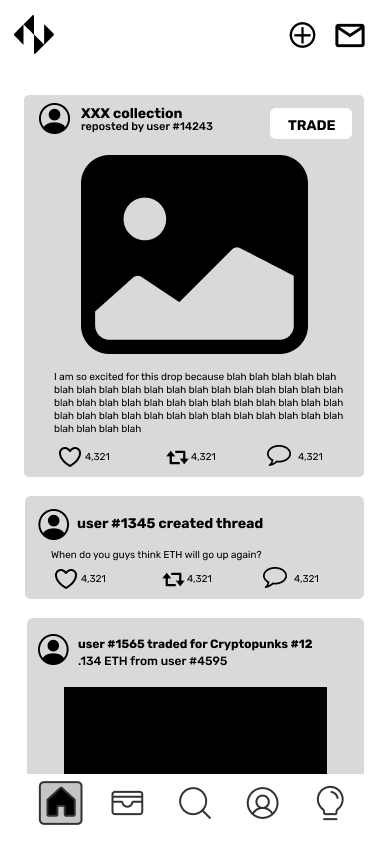 XXX collection
reposted by user #14243
TRADE
I am so excited for this drop because blah blah blah blah blah
blah blah blah blah blah blah blah blah blah blah blah blah blah
blah blah blah blah blah blah blah blah blah blah blah blah blah
blah blah blah blah blah blah blah blah blah blah blah blah blah
blah blah blah blah
4,321
4,321
4,321
user #1345 created thread
When do you guys think ETH will go up again?
4,321
4,321
4,321
user #1565 traded for Cryptopunks #12
.134 ETH from user #4595